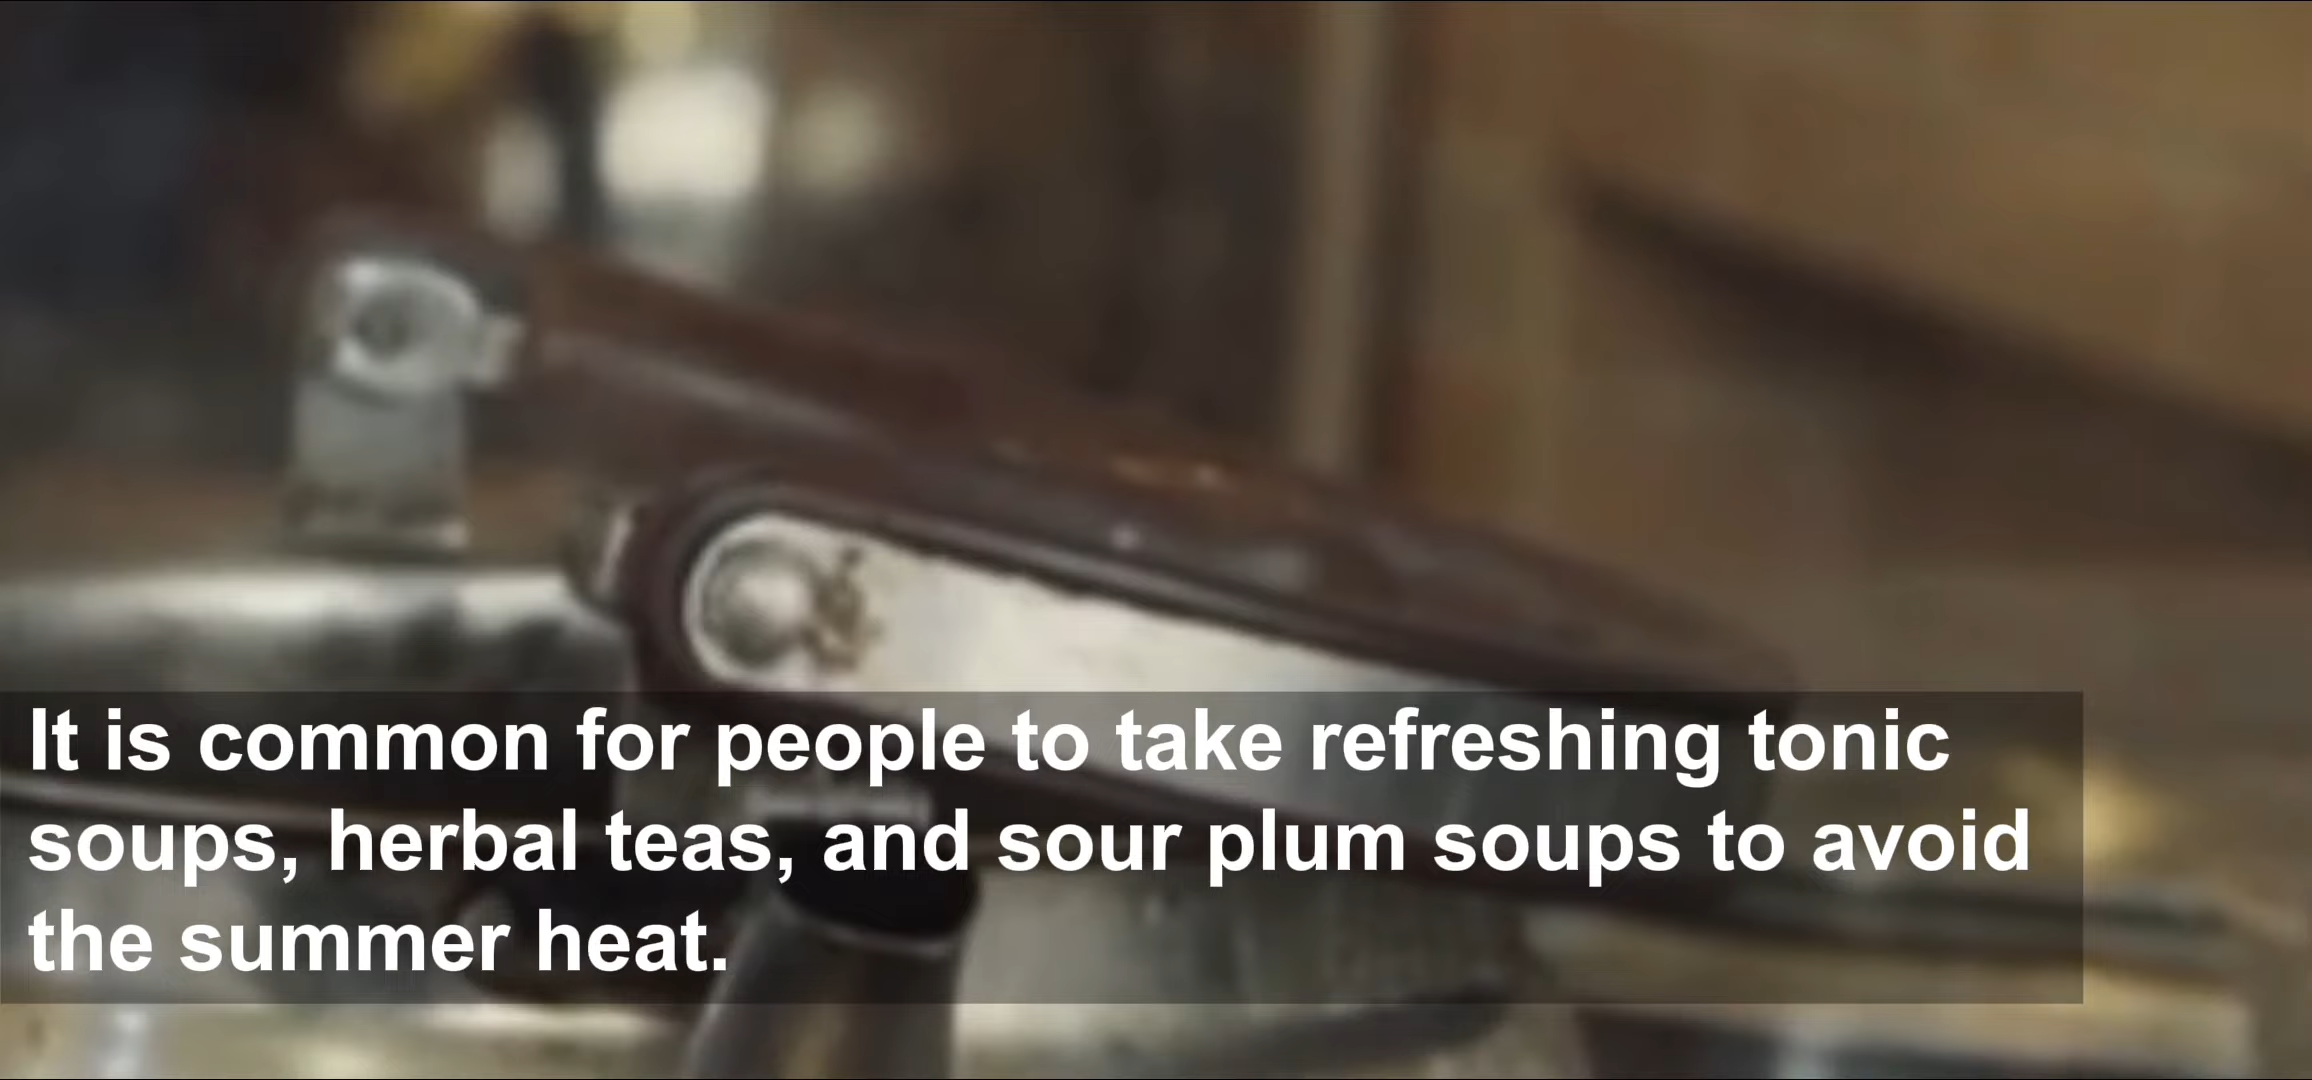 It is common for people to take refreshing tonic
soups, herbal teas, and sour plum soups to avoid
the summer heat.